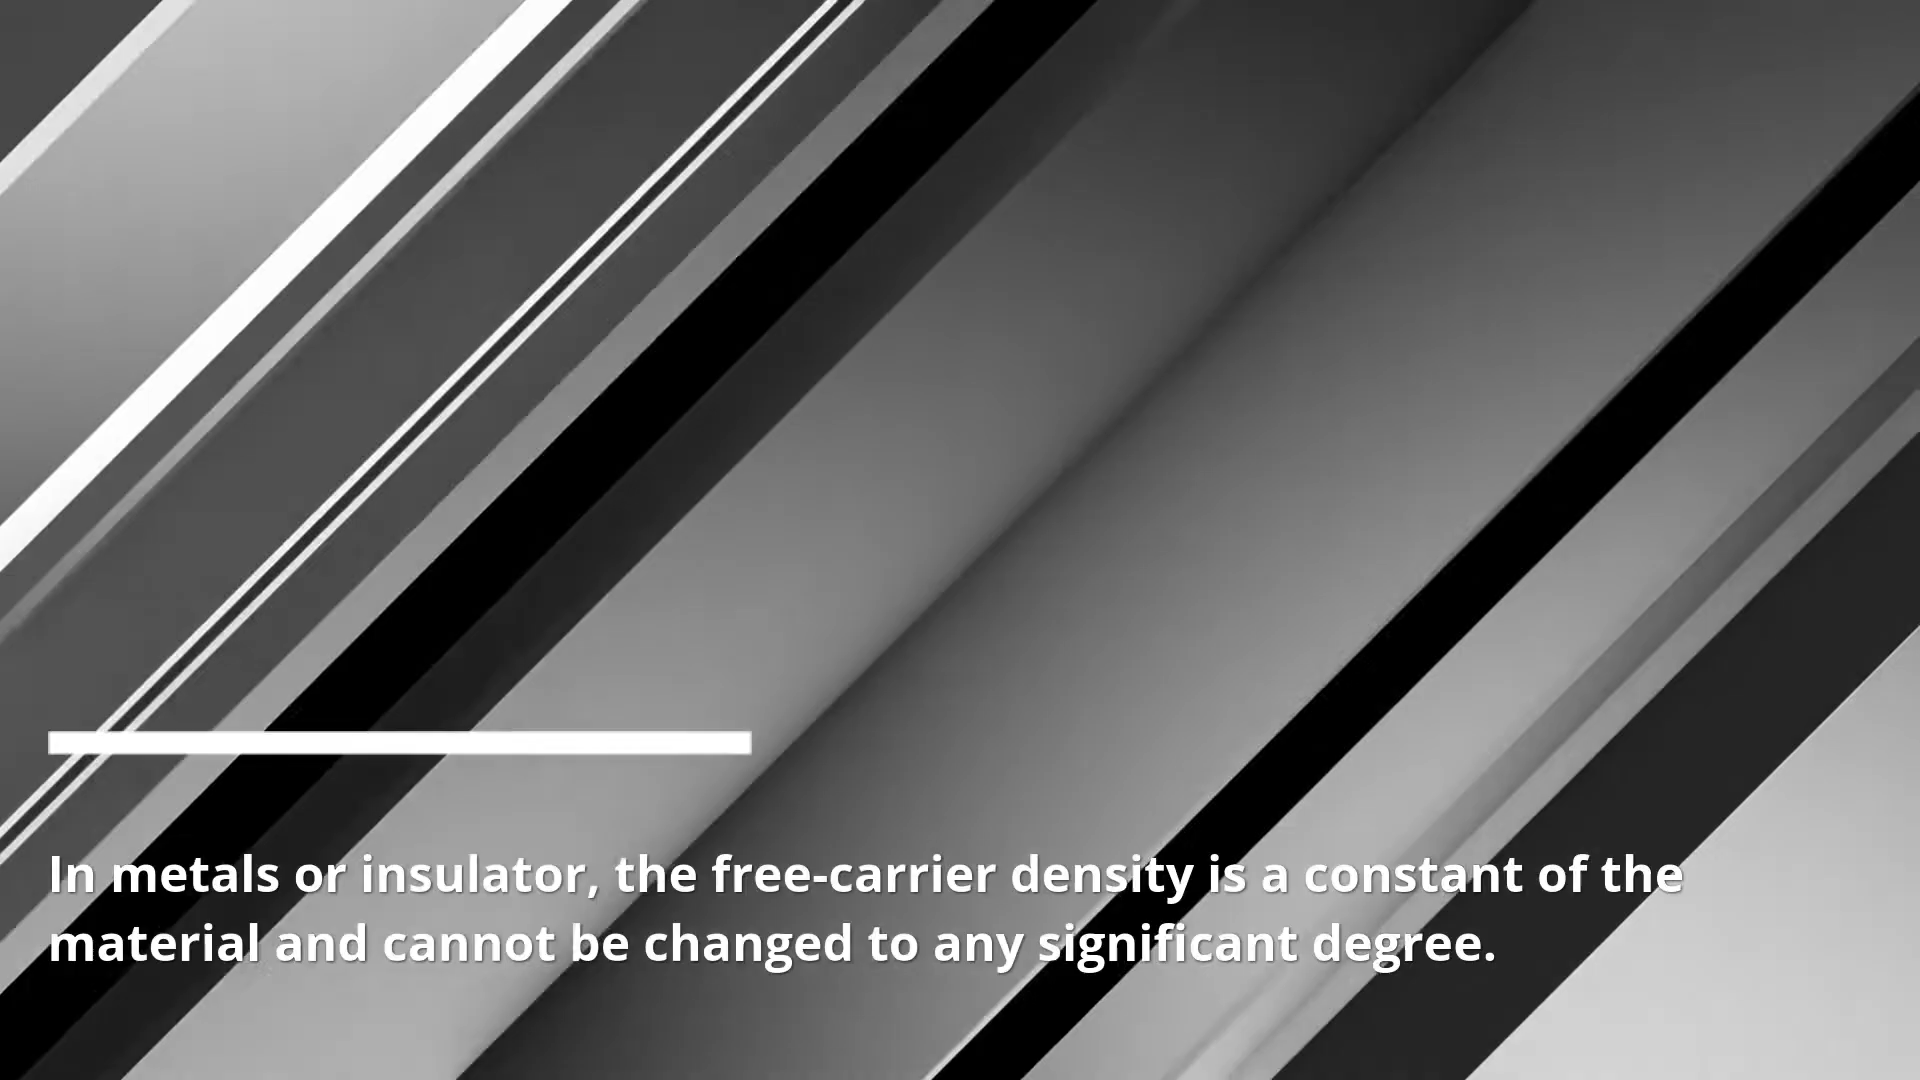 In metals or insulator, the free-carrier density is a constant of the
material and cannot be changed to any significant degree.